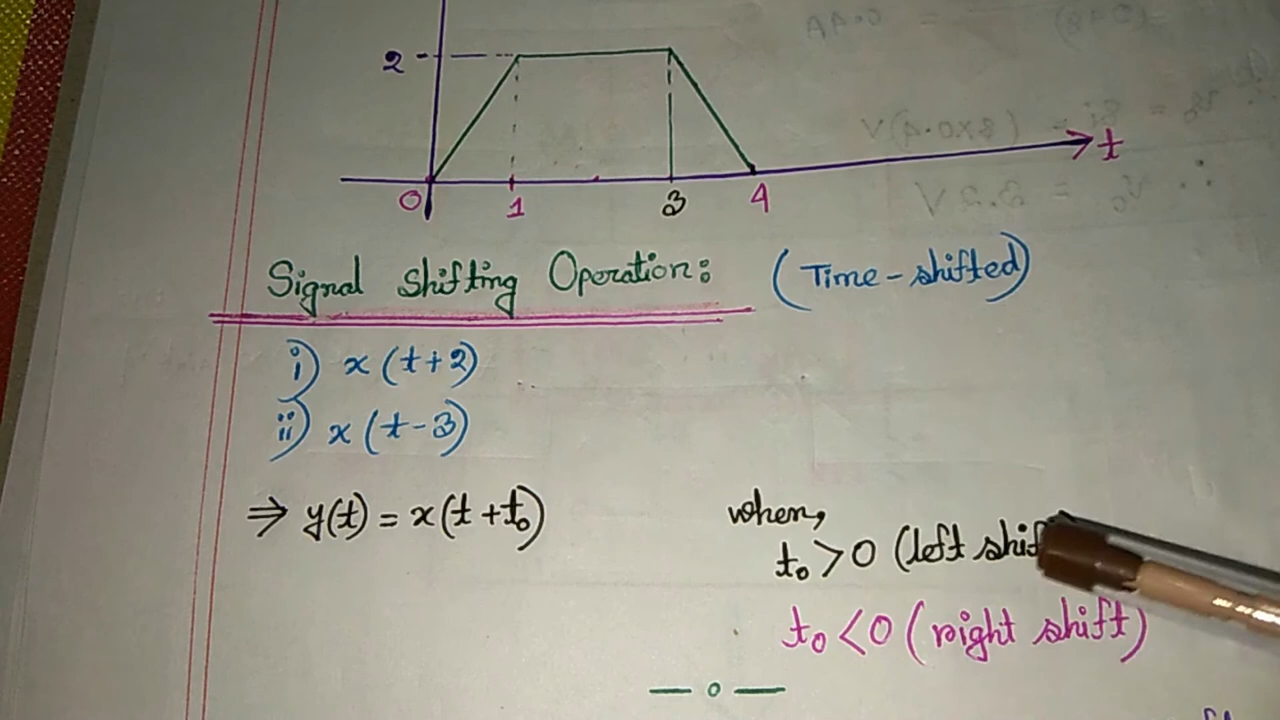 2
t
0 1 3 4
Signal Shifting Operation: (Time-shifted)
i) x(t+2)
ii) x(t-3)
⇒ y(t) = x(t+t₀) when,
t₀ > 0 (left shif
t₀ < 0 (right shift)